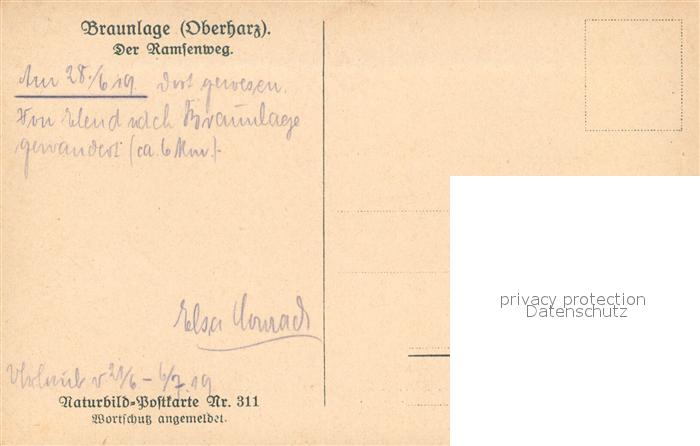 Braunlage (Oberharz).
Der Ramsenweg.
Am 28./6 19. dort gewesen.
Von Elend nach Braunlage
gewandert (ca. 6 Km).
Elsa Conrad
Urlaub v 21/6 - 6/7.19
Naturbild-Postkarte Nr. 311
Wortschutz angemeldet.
privacy protection
Datenschutz